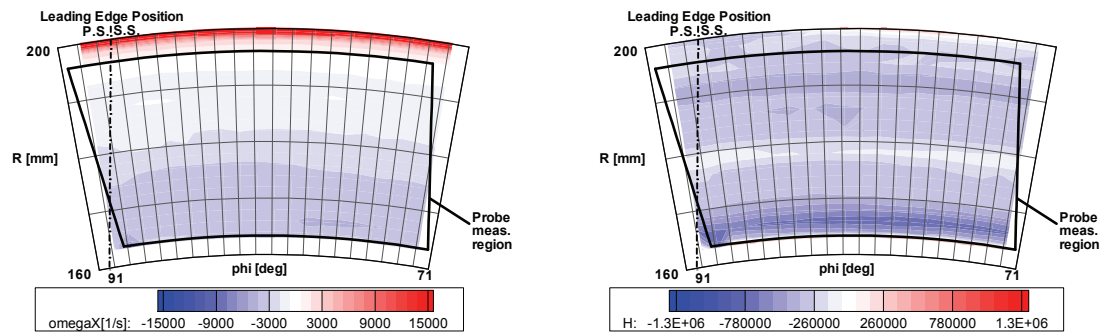 Leading Edge Position
P.S. S.S.
200
R [mm]
Probe
meas.
region
160
91
phi [deg]
71
omegaX[1/s]: -15000 -9000 -3000 3000 9000 15000
Leading Edge Position
P.S. S.S.
200
R [mm]
Probe
meas.
region
160
91
phi [deg]
71
H: -1.3E+06 -780000 -260000 260000 780000 1.3E+06